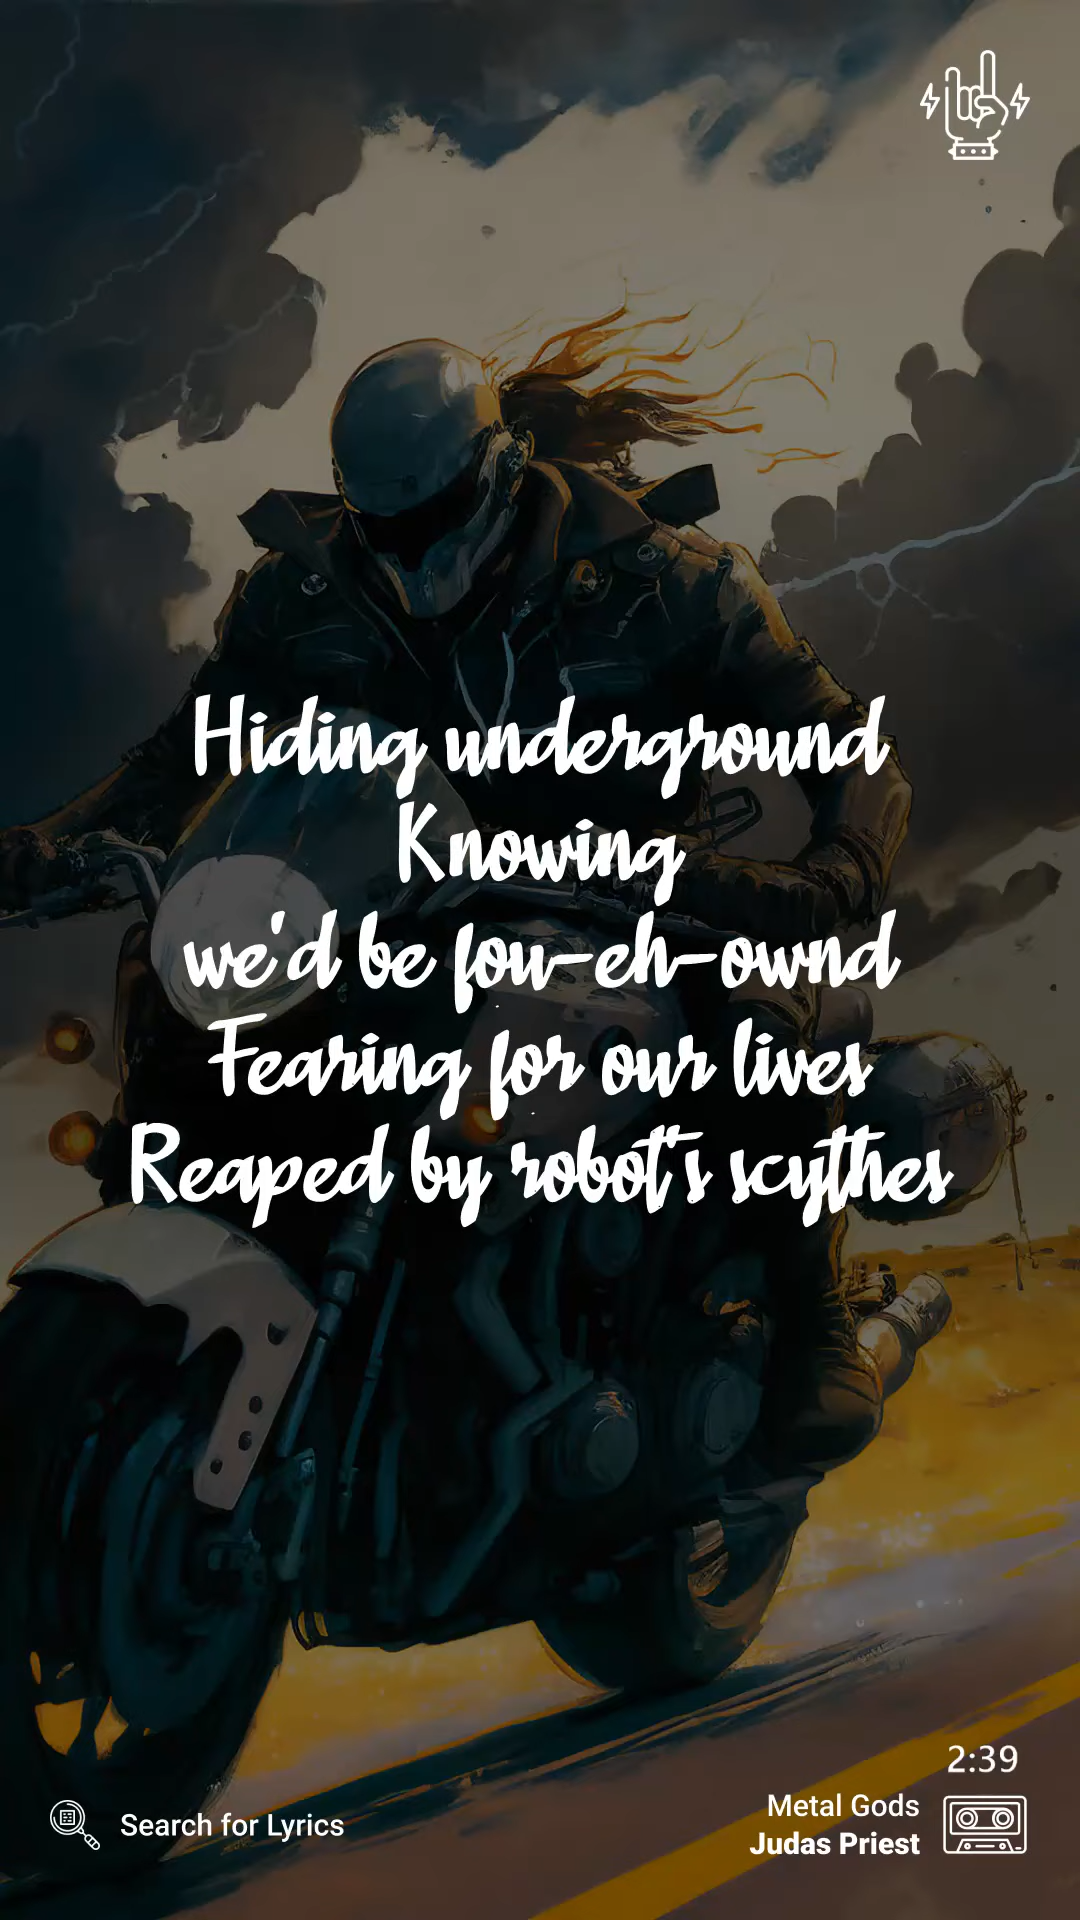 Hiding underground
Knowing
we'd be fou-eh-ownd
Fearing for our lives
Reaped by robot's scythes
2:39
Metal Gods
Judas Priest
Search for Lyrics